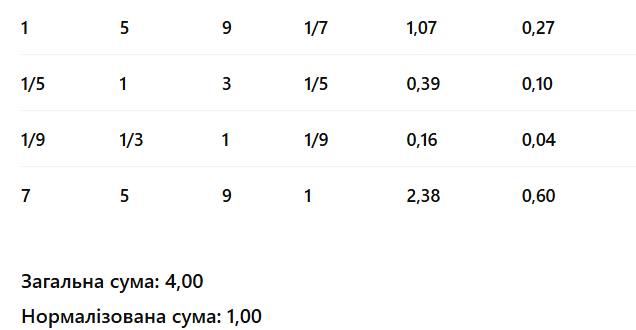 1 5 9 1/7 1,07 0,27
1/5 1 3 1/5 0,39 0,10
1/9 1/3 1 1/9 0,16 0,04
7 5 9 1 2,38 0,60
Загальна сума: 4,00
Нормалізована сума: 1,00